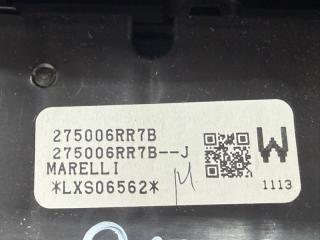 275006RR7B
275006RR7B--J
MARELLI
*LXS06562*
W
1113